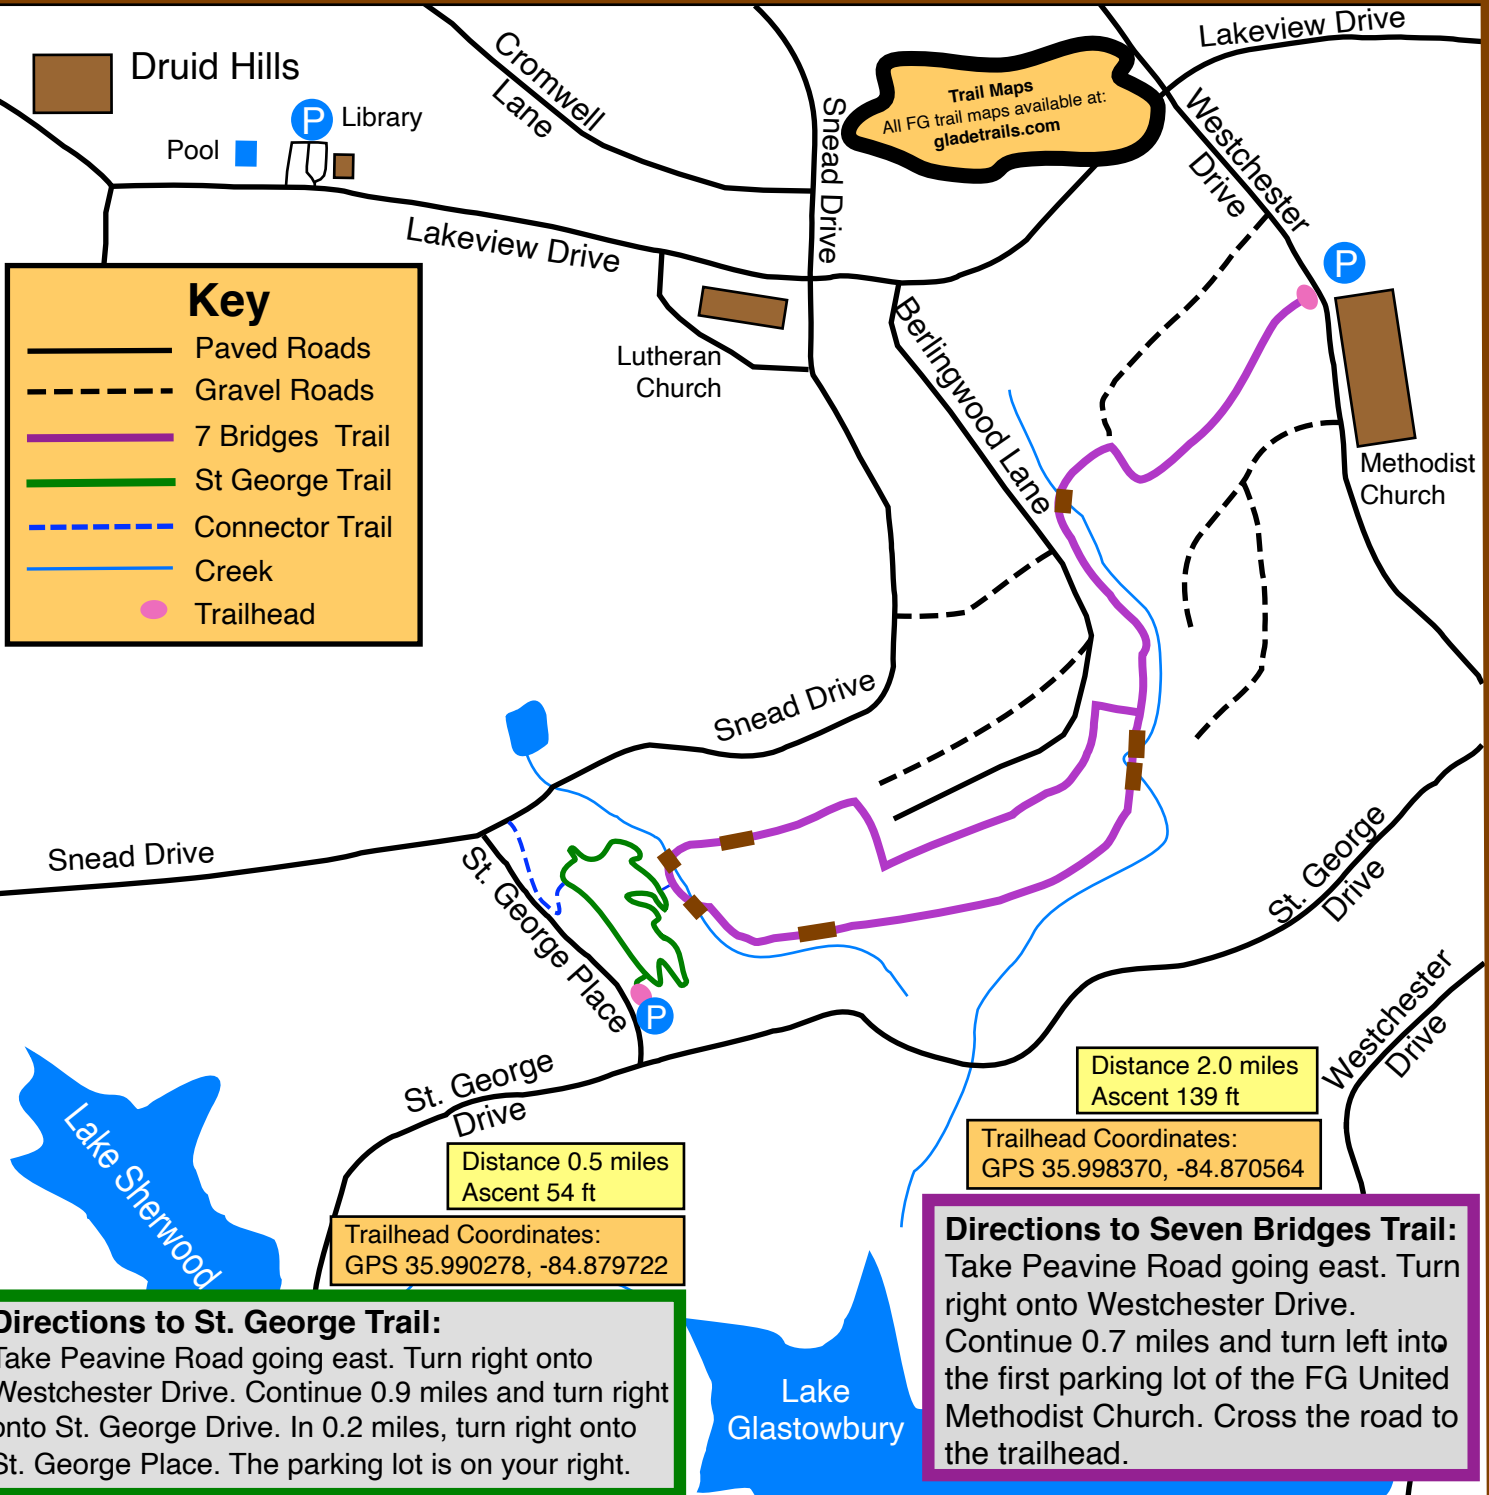 Druid Hills
P
Library
Pool
Cromwell
Lane
Snead Drive
Trail Maps
All FG trail maps available at:
gladetrails.com
Lakeview Drive
Westchester
Drive
P
Lakeview Drive
Key
Paved Roads
Gravel Roads
7 Bridges Trail
St George Trail
Connector Trail
Creek
Trailhead
Lutheran
Church
Berlingwood Lane
Methodist
Church
Snead Drive
Snead Drive
St. George Place
P
St. George
Drive
St. George
Drive
Westchester
Drive
Lake Sherwood
Distance 0.5 miles
Ascent 54 ft
Trailhead Coordinates:
GPS 35.990278, -84.879722
Distance 2.0 miles
Ascent 139 ft
Trailhead Coordinates:
GPS 35.998370, -84.870564
Directions to St. George Trail:
Take Peavine Road going east. Turn right onto
Westchester Drive. Continue 0.9 miles and turn right
onto St. George Drive. In 0.2 miles, turn right onto
St. George Place. The parking lot is on your right.
Lake
Glastowbury
Directions to Seven Bridges Trail:
Take Peavine Road going east. Turn
right onto Westchester Drive.
Continue 0.7 miles and turn left into
the first parking lot of the FG United
Methodist Church. Cross the road to
the trailhead.